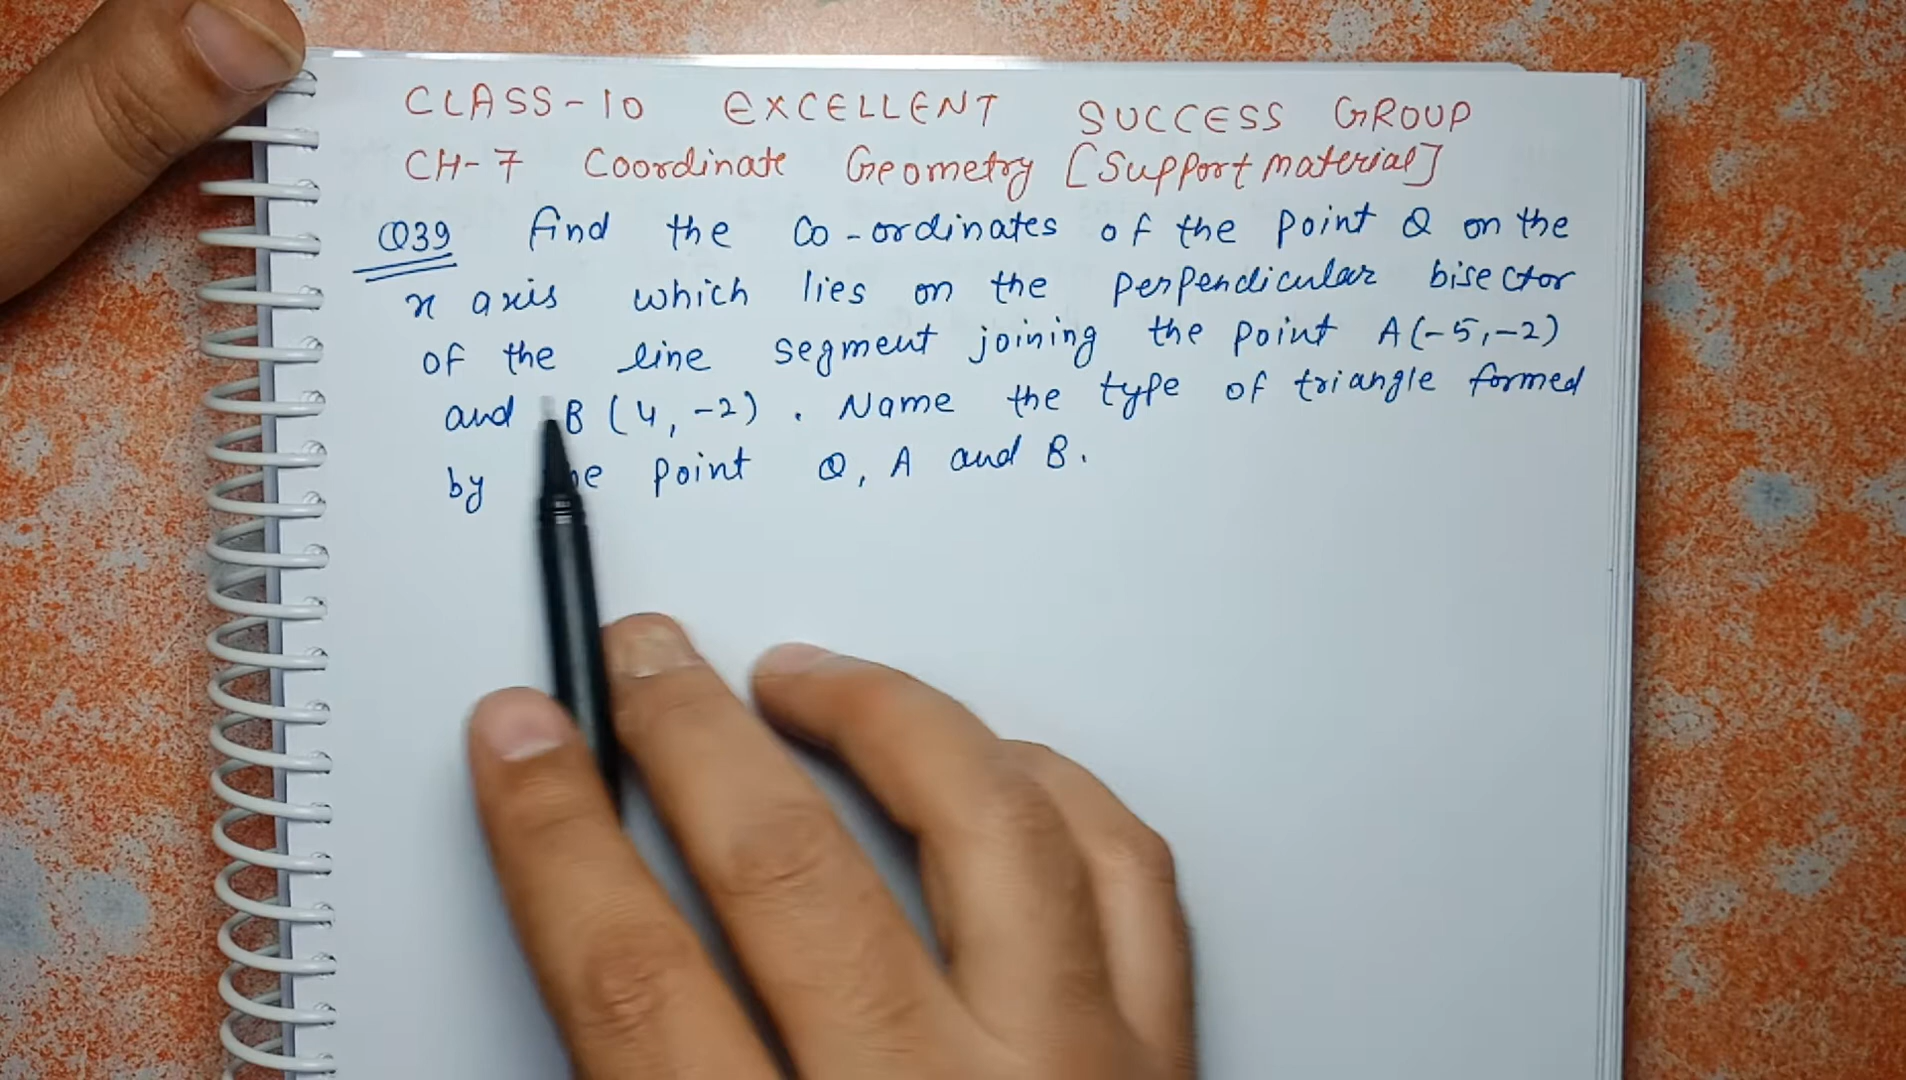 CLASS-10 EXCELLENT SUCCESS GROUP
CH-7 Coordinate Geometry [Support material]
Q39 Find the Co-ordinates of the Point Q on the
x axis which lies on the perpendicular bisector
of the line segment joining the point A(-5,-2)
and B (4, -2). Name the type of triangle formed
by point Q, A and B.